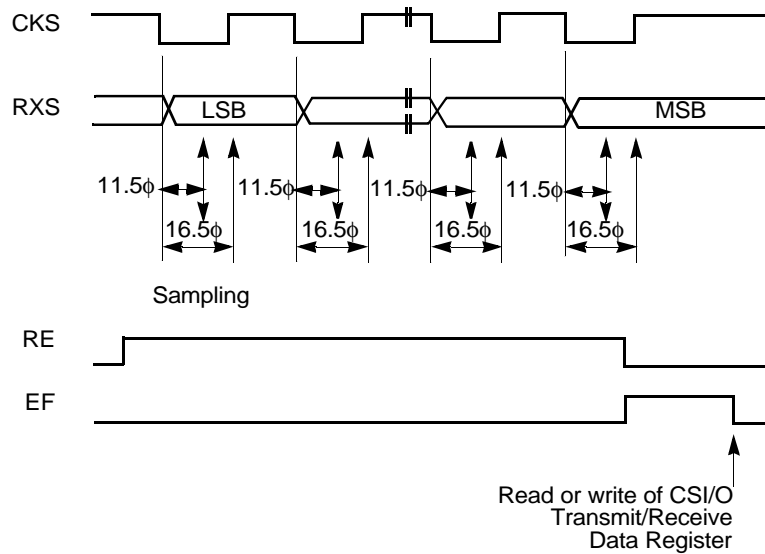 CKS
RXS
LSB
MSB
11.5ϕ 11.5ϕ 11.5ϕ 11.5ϕ
16.5ϕ 16.5ϕ 16.5ϕ 16.5ϕ
Sampling
RE
EF
Read or write of CSI/O
Transmit/Receive
Data Register